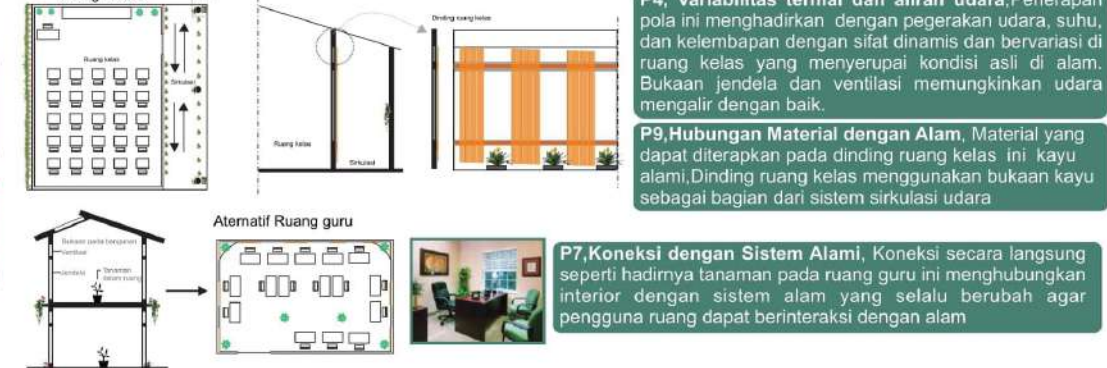 P4, Variabilitas termal dan aliran udara,Penerapan
pola ini menghadirkan dengan pegerakan udara, suhu,
dan kelembapan dengan sifat dinamis dan bervariasi di
ruang kelas yang menyerupai kondisi asli di alam.
Bukaan jendela dan ventilasi memungkinkan udara
mengalir dengan baik.
Dinding ruang kelas
Ruang kelas
Sirkulasi
Ruang kelas
Sirkulasi
P9,Hubungan Material dengan Alam, Material yang
dapat diterapkan pada dinding ruang kelas ini kayu
alami,Dinding ruang kelas menggunakan bukaan kayu
sebagai bagian dari sistem sirkulasi udara
Aternatif Ruang guru
Bukaan pada bangunan
ventilasi
jendela
Tanaman
dalam ruang
P7,Koneksi dengan Sistem Alami, Koneksi secara langsung
seperti hadirnya tanaman pada ruang guru ini menghubungkan
interior dengan sistem alam yang selalu berubah agar
pengguna ruang dapat berinteraksi dengan alam